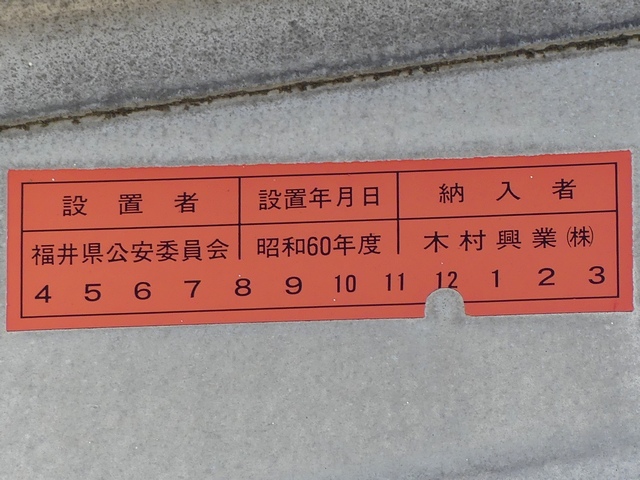 設置者 設置年月日 納入者
福井県公安委員会 昭和60年度 木村興業㈱
4 5 6 7 8 9 10 11 12 1 2 3